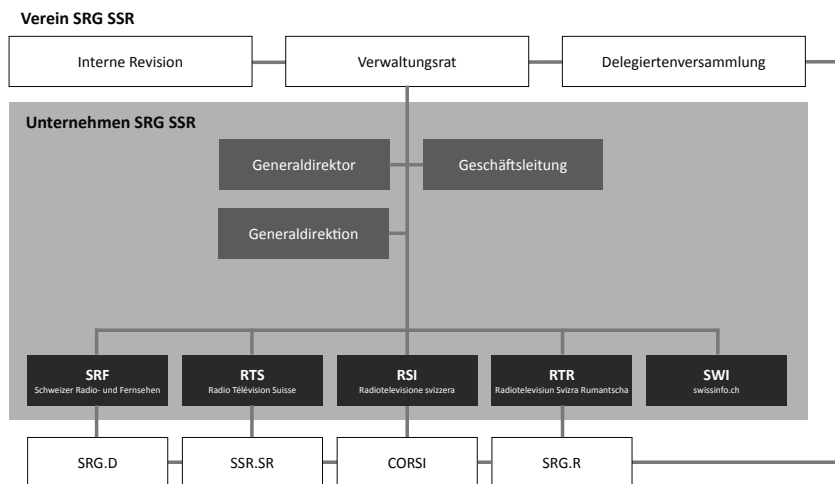 Verein SRG SSR
Interne Revision
Verwaltungsrat
Delegiertenversammlung
Unternehmen SRG SSR
Generaldirektor
Geschäftsleitung
Generaldirektion
SRF
Schweizer Radio- und Fernsehen
RTS
Radio Télévision Suisse
RSI
Radiotelevisione svizzera
RTR
Radiotelevisiun Svizra Rumantscha
SWI
swissinfo.ch
SRG.D
SSR.SR
CORSI
SRG.R